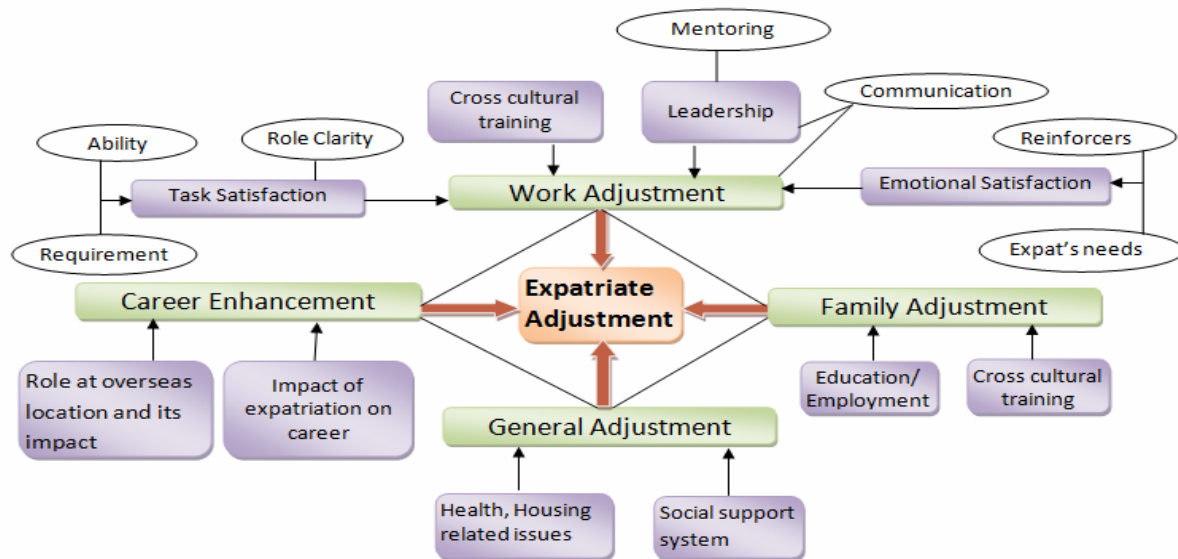 Mentoring
Cross cultural
training
Leadership
Communication
Ability
Role Clarity
Reinforcers
Task Satisfaction
Work Adjustment
Emotional Satisfaction
Requirement
Expat's needs
Career Enhancement
Expatriate
Adjustment
Family Adjustment
Role at overseas
location and its
impact
Impact of
expatriation on
career
Education/
Employment
Cross cultural
training
General Adjustment
Health, Housing
related issues
Social support
system